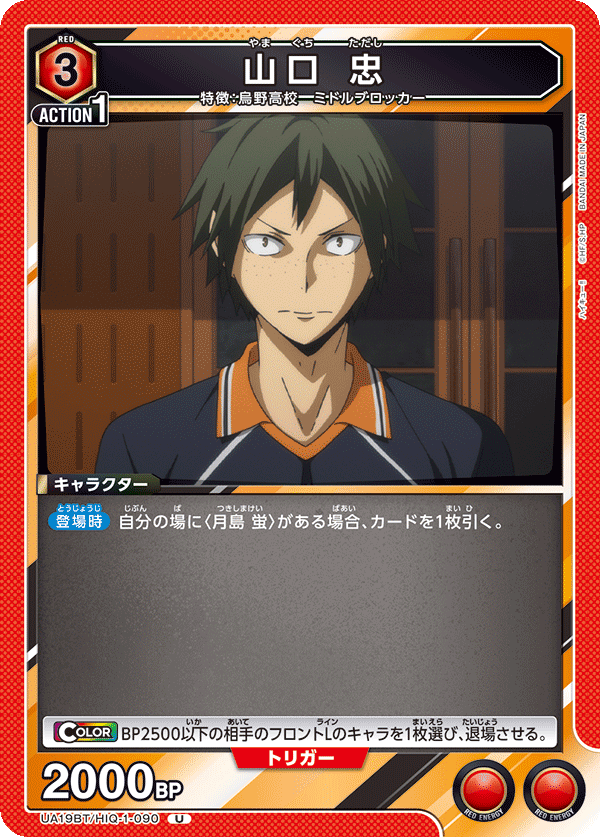 RED
3
ACTION 1
やま ぐち ただし
山口 忠
特徴:烏野高校 ミドルブロッカー
ハイキュー!! ©HF/S,HP BANDAI MADE IN JAPAN
キャラクター
とうじょうじ じぶん ば つきしまけい ばあい まい ひ
登場時 自分の場に〈月島 蛍〉がある場合、カードを1枚引く。
いか あいて ライン まいえら たいじょう
COLOR BP2500以下の相手のフロントLのキャラを1枚選び、退場させる。
トリガー
2000BP
RED ENERGY RED ENERGY
UA19BT/HIQ-1-090 U